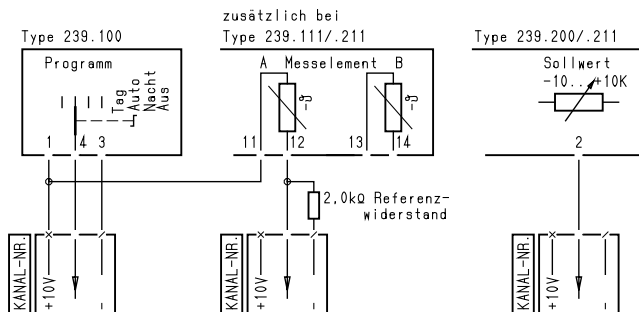 zusätzlich bei
Type 239.100
Type 239.111/.211
Type 239.200/.211
Programm
A Messelement B
Sollwert
-10...+10K
Tag
Auto
Nacht
Aus
-ϑ
-ϑ
1 4 3
11 12 13 14
2
2,0kΩ Referenz-
widerstand
KANAL-NR.
+10V
-
KANAL-NR.
+10V
-
KANAL-NR.
+10V
-